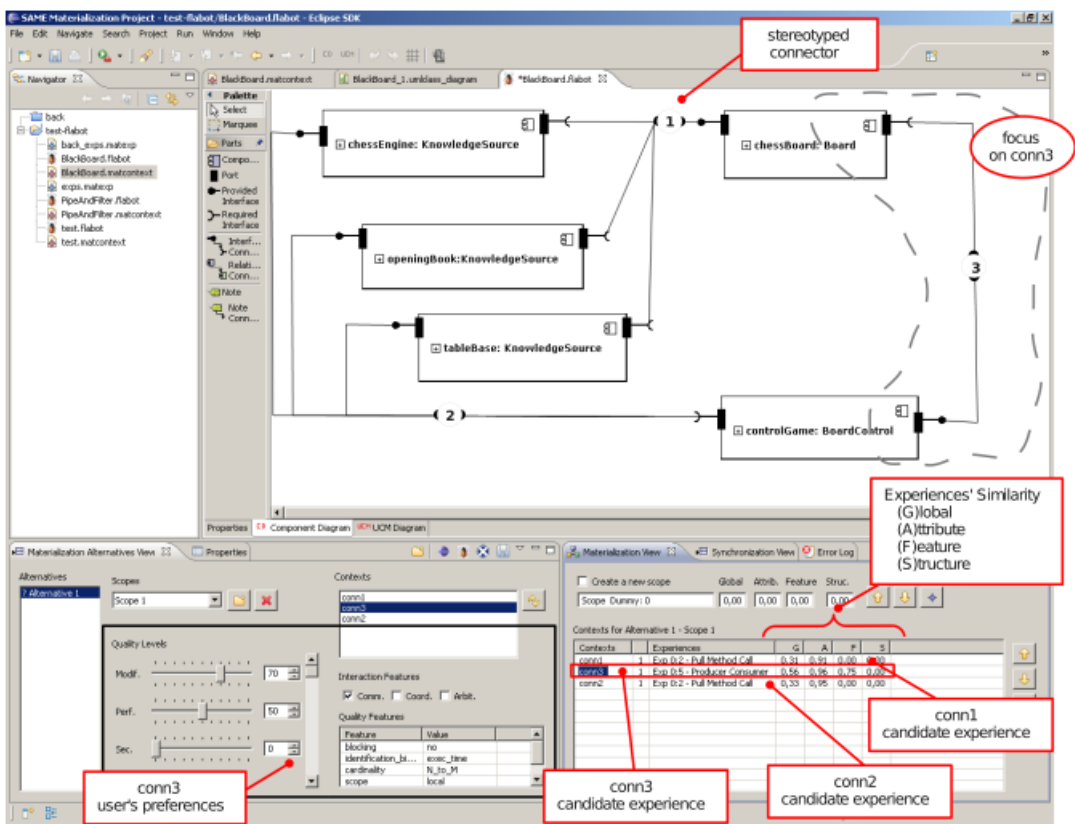 SAME Materialization Project - test-flabot/BlackBoard.flabot - Eclipse SDK
File Edit Navigate Search Project Run Window Help
stereotyped
connector
Navigator
BlackBoard.matcontext
BlackBoard_1.umlclass_diagram
*BlackBoard.flabot
Palette
Select
Marquee
Parts
Compo...
Port
Provided
Interface
Required
Interface
Interf...
Conn....
Relati...
Conn....
Note
Note
Conn....
back
test-flabot
back_exps.matexp
BlackBoard.flabot
BlackBoard.matcontext
exps.matexp
PipeAndFilter.flabot
PipeAndFilter.matcontext
test.flabot
test.matcontext
chessEngine: KnowledgeSource
1
chessBoard: Board
focus
on conn3
openingBook:KnowledgeSource
3
tableBase: KnowledgeSource
2
controlGame: BoardControl
Experiences' Similarity
(G)lobal
(A)ttribute
(F)eature
(S)tructure
Properties Component Diagram UCM UCM Diagram
Materialization Alternatives View Properties
Alternatives
? Alternative 1
Scopes
Scope 1
Contexts
conn1
conn3
conn2
Quality Levels
Modif. 70
Perf. 50
Sec. 0
Interaction Features
Comm. Coord. Arbit.
Quality Features
Feature Value
blocking no
identification_bi... exec_time
cardinality N_to_M
scope local
Materialization View Synchronization View Error Log
Create a new scope Global Attrib. Feature Struc.
Scope Dummy: 0 0,00 0,00 0,00 0,00
Contexts for Alternative 1 - Scope 1
Contexts Experiences G A F S
conn1 1 Exp 0:2 - Pull Method Call 0,31 0,91 0,00 0,00
conn3 1 Exp 0:5 - Producer Consumer 0,56 0,96 0,75 0,00
conn2 1 Exp 0:2 - Pull Method Call 0,33 0,95 0,00 0,00
conn1
candidate experience
conn2
candidate experience
conn3
candidate experience
conn3
user's preferences